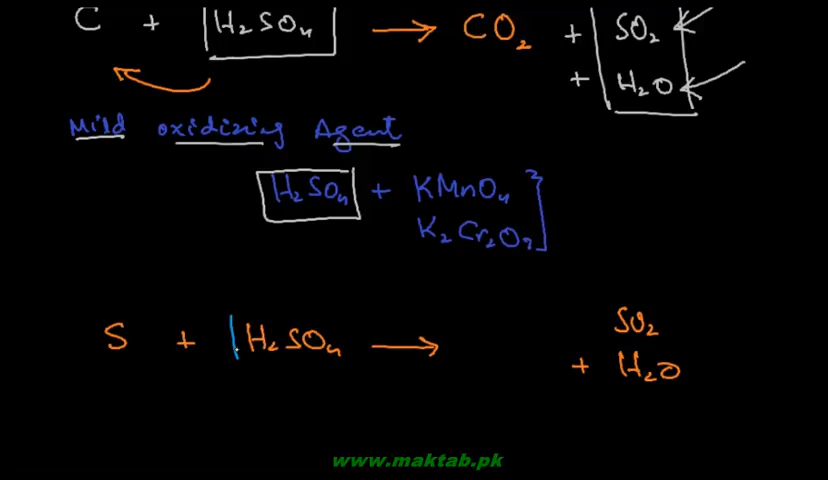 C + H₂SO₄ → CO₂ + SO₂
+ H₂O
Mild oxidizing Agent
H₂SO₄ + KMnO₄
K₂Cr₂O₇
S + H₂SO₄ → SO₂
+ H₂O
www.maktab.pk